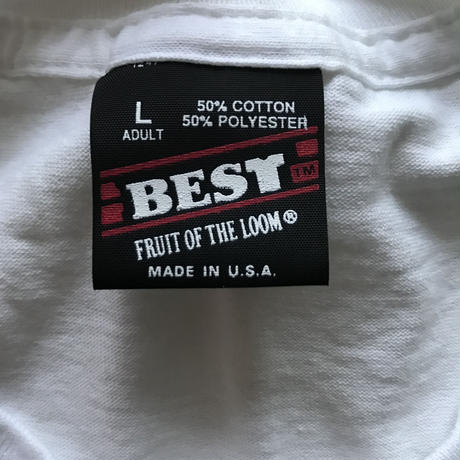 L
ADULT
50% COTTON
50% POLYESTER
BEST TM
FRUIT OF THE LOOM®
MADE IN U.S.A.